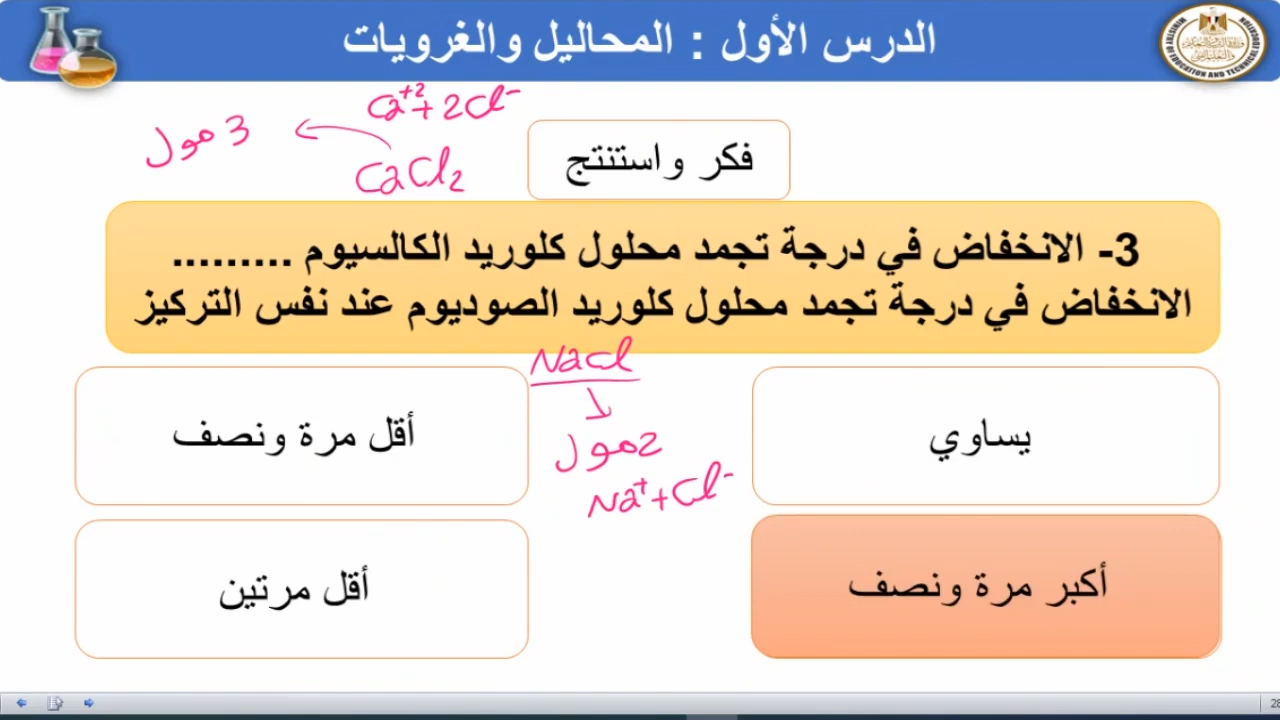 الدرس الأول : المحاليل والغرويات
Ca+2 + 2Cl-
3 مول
CaCl2
فكر واستنتج
3- الانخفاض في درجة تجمد محلول كلوريد الكالسيوم .........
الانخفاض في درجة تجمد محلول كلوريد الصوديوم عند نفس التركيز
NaCl
2 مول
Na+ + Cl-
يساوي
أقل مرة ونصف
أكبر مرة ونصف
أقل مرتين
28